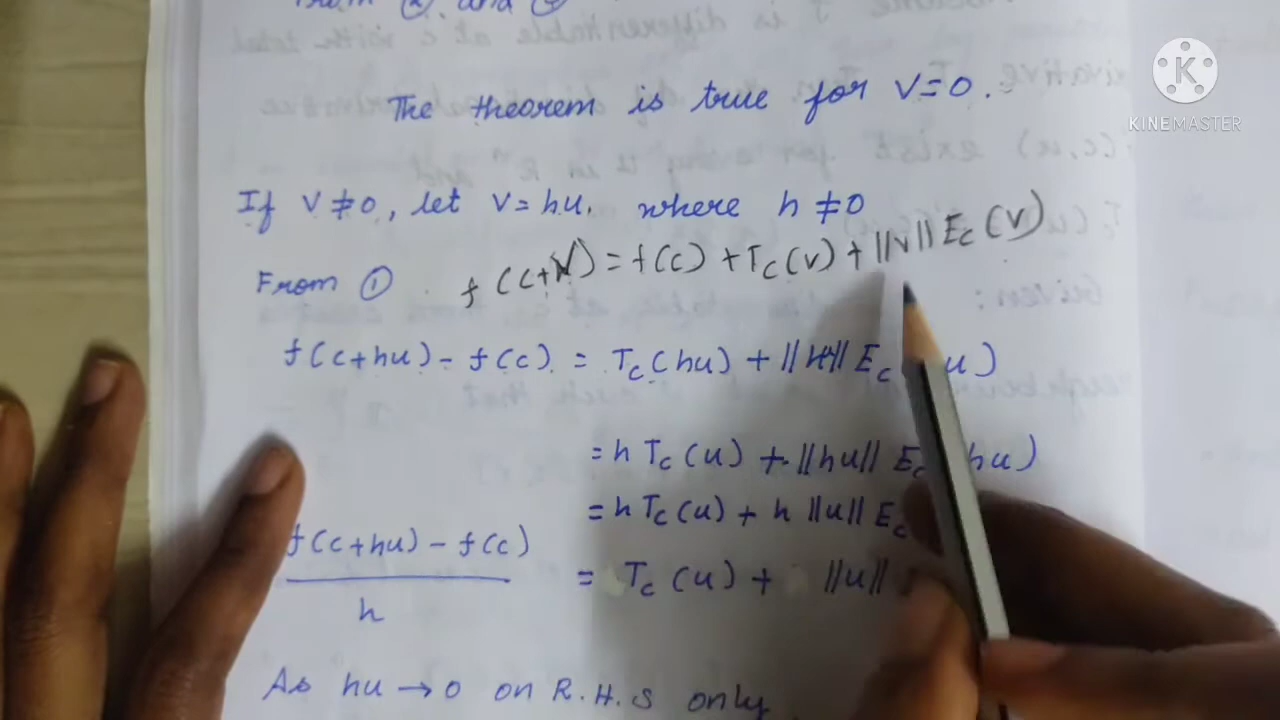 The theorem is true for V=0.
KINEMASTER
If V≠0, let V=hu, where h≠0
From ① f(c+V)=f(c)+Tc(V)+||V|| Ec(V)
f(c+hu)-f(c) = Tc(hu) + ||hu|| Ec u)
= h Tc(u) + ||hu|| Ec hu)
= h Tc(u) + h ||u|| Ec
f(c+hu)-f(c) / h = Tc(u) + ||u||
As hu → 0 on R.H.S only